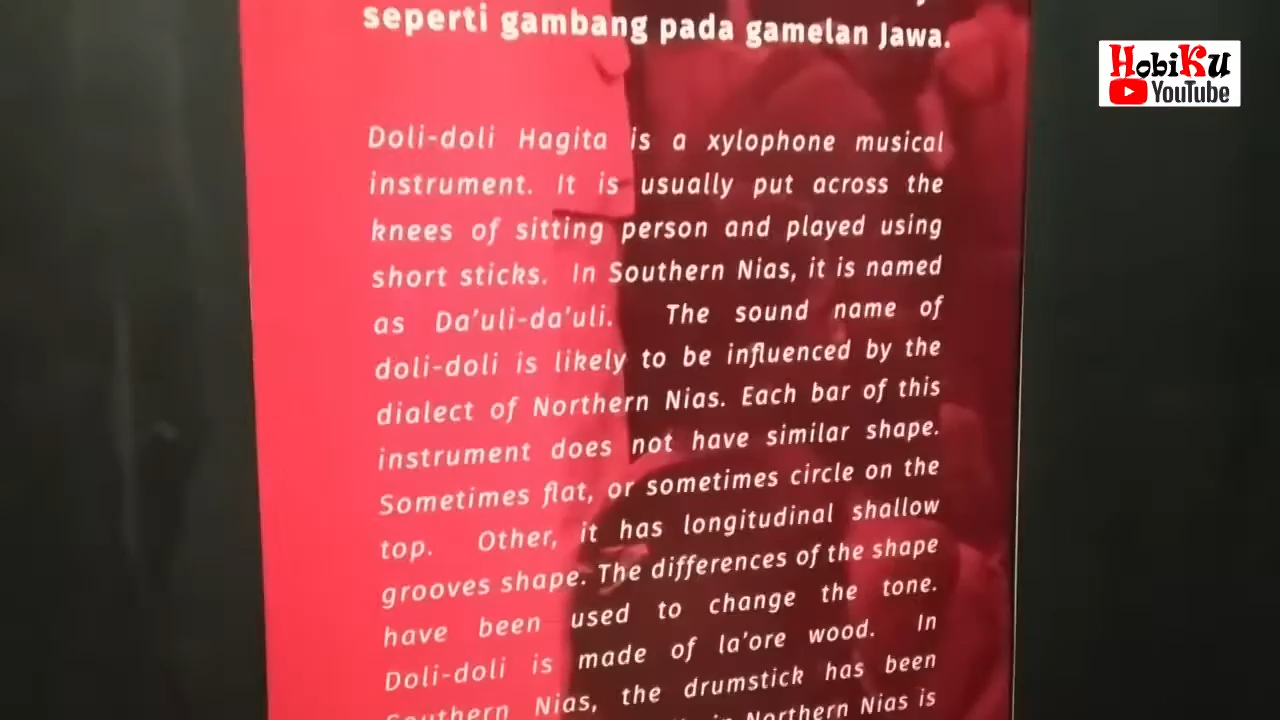 seperti gambang pada gamelan Jawa.
HobiKu
YouTube
Doli-doli Hagita is a xylophone musical
instrument. It is usually put across the
knees of sitting person and played using
short sticks. In Southern Nias, it is named
as Da'uli-da'uli. The sound name of
doli-doli is likely to be influenced by the
dialect of Northern Nias. Each bar of this
instrument does not have similar shape.
Sometimes flat, or sometimes circle on the
top. Other, it has longitudinal shallow
grooves shape. The differences of the shape
have been used to change the tone.
Doli-doli is made of la'ore wood. In
Southern Nias, the drumstick has been
in Northern Nias is